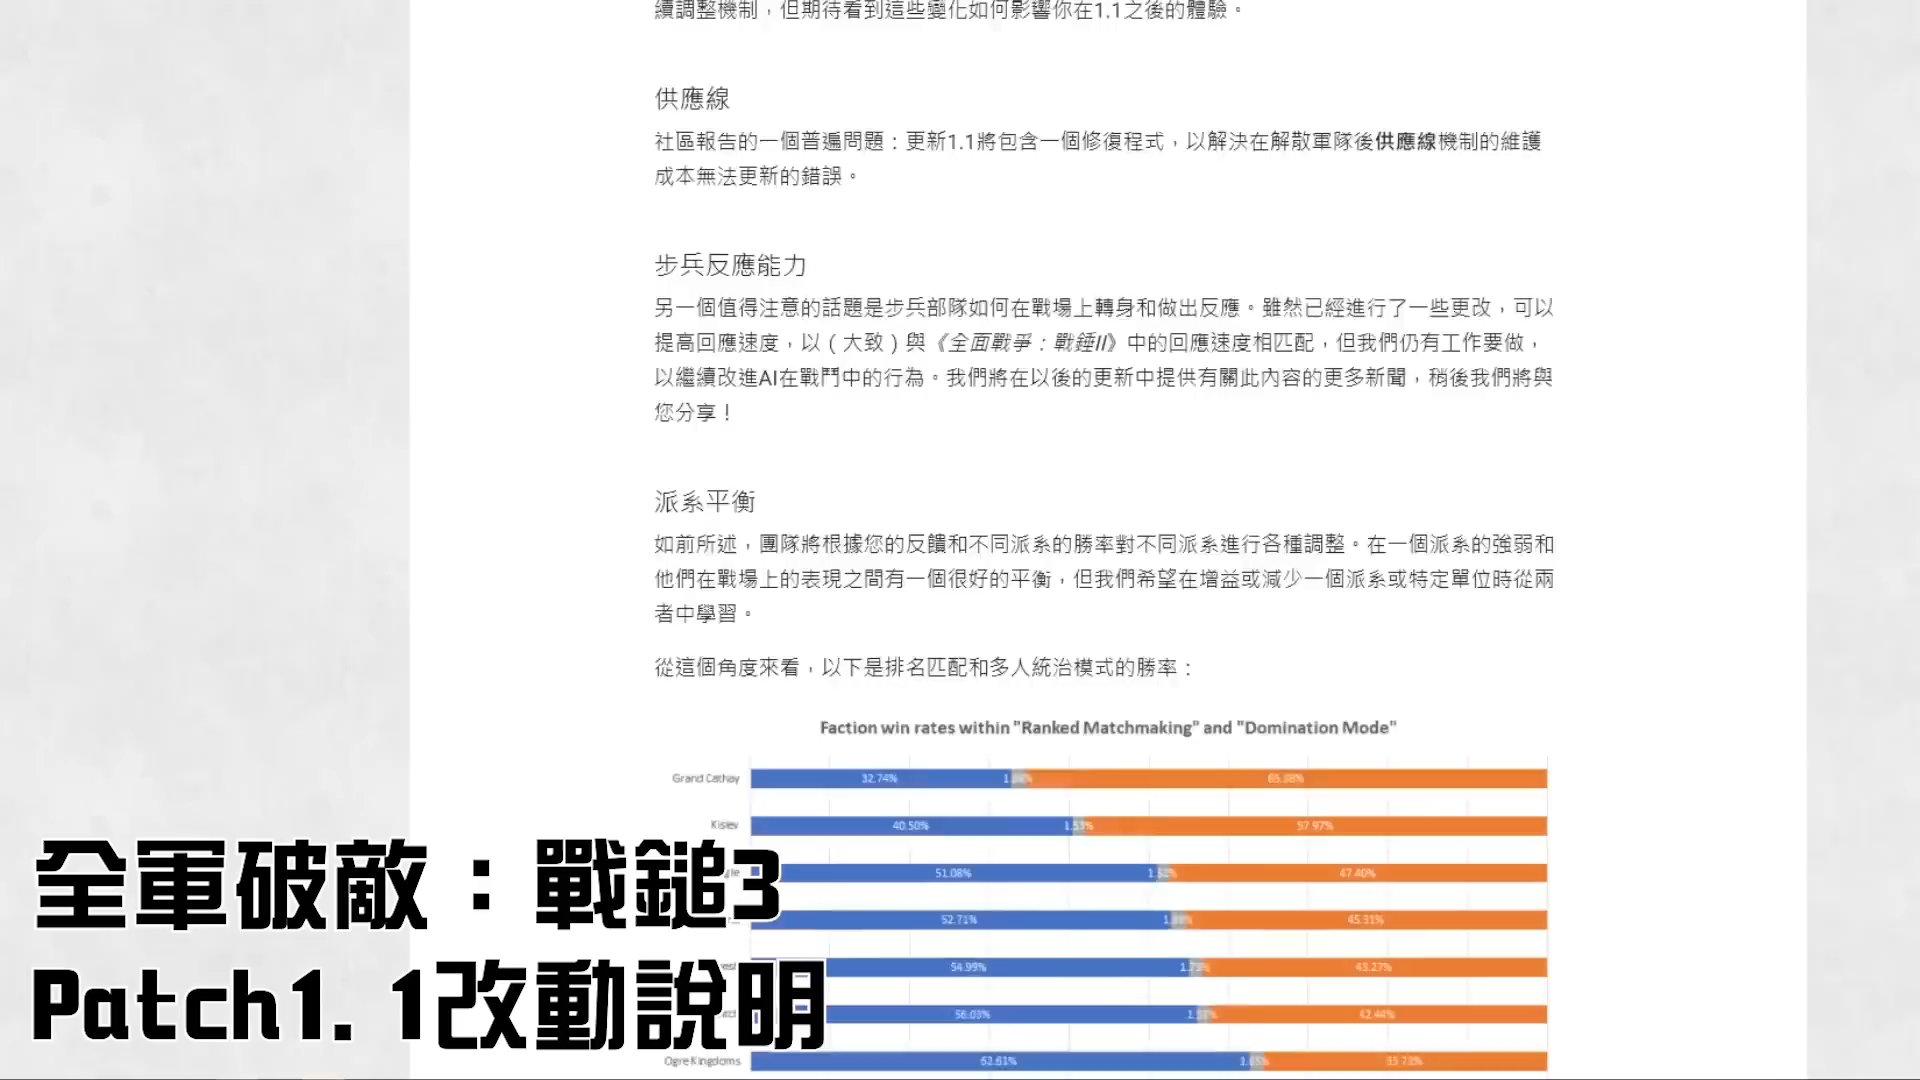 續調整機制，但期待看到這些變化如何影響你在1.1之後的體驗。
供應線
社區報告的一個普遍問題：更新1.1將包含一個修復程式，以解決在解散軍隊後供應線機制的維護
成本無法更新的錯誤。
步兵反應能力
另一個值得注意的話題是步兵部隊如何在戰場上轉身和做出反應。雖然已經進行了一些更改，可以
提高回應速度，以（大致）與《全面戰爭：戰錘II》中的回應速度相匹配，但我們仍有工作要做，
以繼續改進AI在戰鬥中的行為。我們將在以後的更新中提供有關此內容的更多新聞，稍後我們將與
您分享！
派系平衡
如前所述，團隊將根據您的反饋和不同派系的勝率對不同派系進行各種調整。在一個派系的強弱和
他們在戰場上的表現之間有一個很好的平衡，但我們希望在增益或減少一個派系或特定單位時從兩
者中學習。
從這個角度來看，以下是排名匹配和多人統治模式的勝率：
Faction win rates within "Ranked Matchmaking" and "Domination Mode"
Grand Cathay 32.74% 65.38%
Kislev 40.50% 1.53% 57.97%
51.08% 47.40%
52.71% 45.31%
54.99% 43.27%
56.03% 42.44%
Ogre Kingdoms
全軍破敵：戰鎚3
Patch1.1改動說明